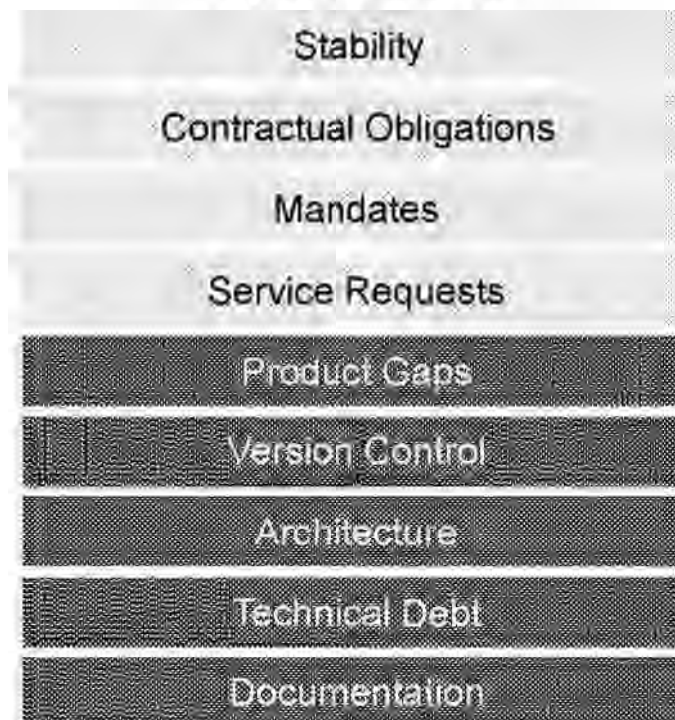 Stability
Contractual Obligations
Mandates
Service Requests
Product Gaps
Version Control
Architecture
Technical Debt
Documentation